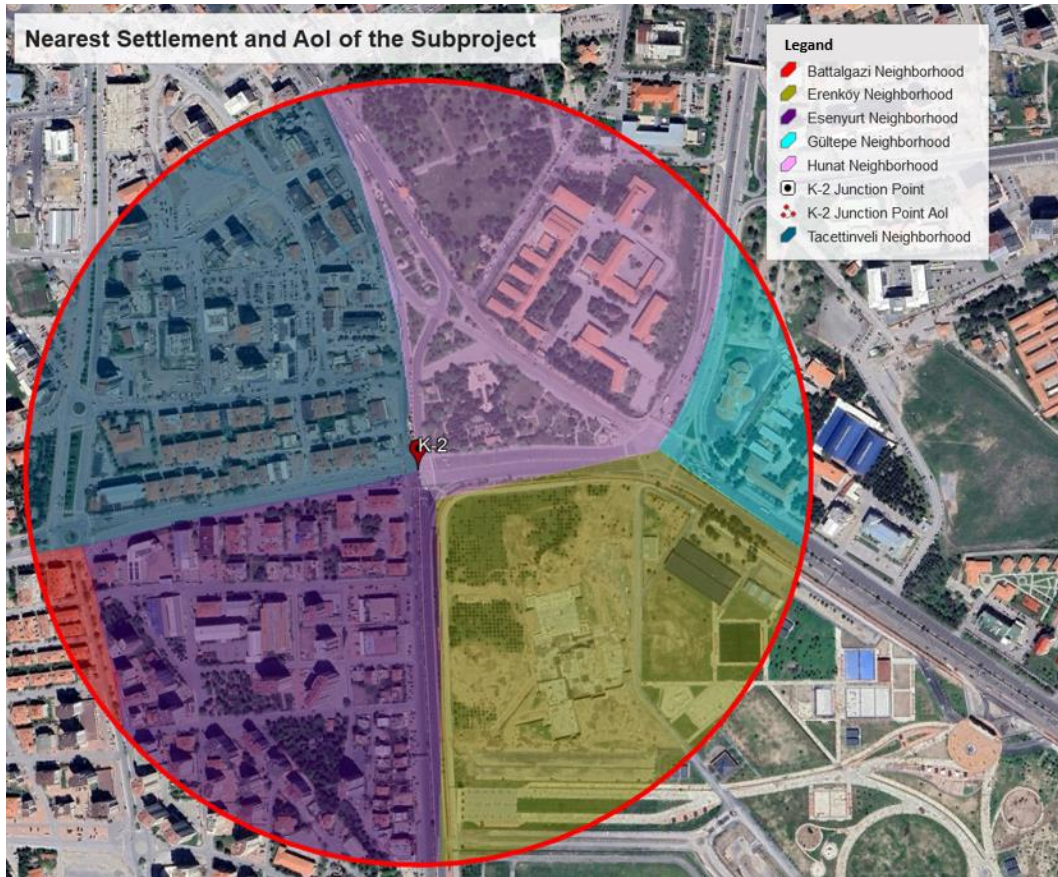 Nearest Settlement and AoI of the Subproject
Legand
Battalgazi Neighborhood
Erenköy Neighborhood
Esenyurt Neighborhood
Gültepe Neighborhood
Hunat Neighborhood
K-2 Junction Point
K-2 Junction Point AoI
Tacettinveli Neighborhood
K-2